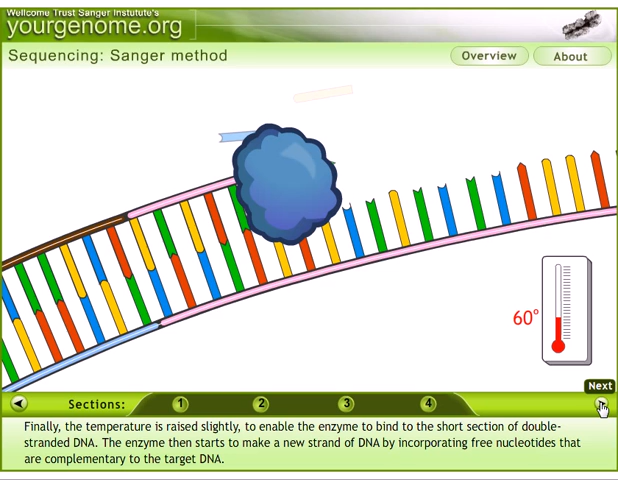 Wellcome Trust Sanger Instutute's
yourgenome.org
Sequencing: Sanger method
Overview
About
60°
Next
Sections:
1
2
3
4
Finally, the temperature is raised slightly, to enable the enzyme to bind to the short section of double-
stranded DNA. The enzyme then starts to make a new strand of DNA by incorporating free nucleotides that
are complementary to the target DNA.